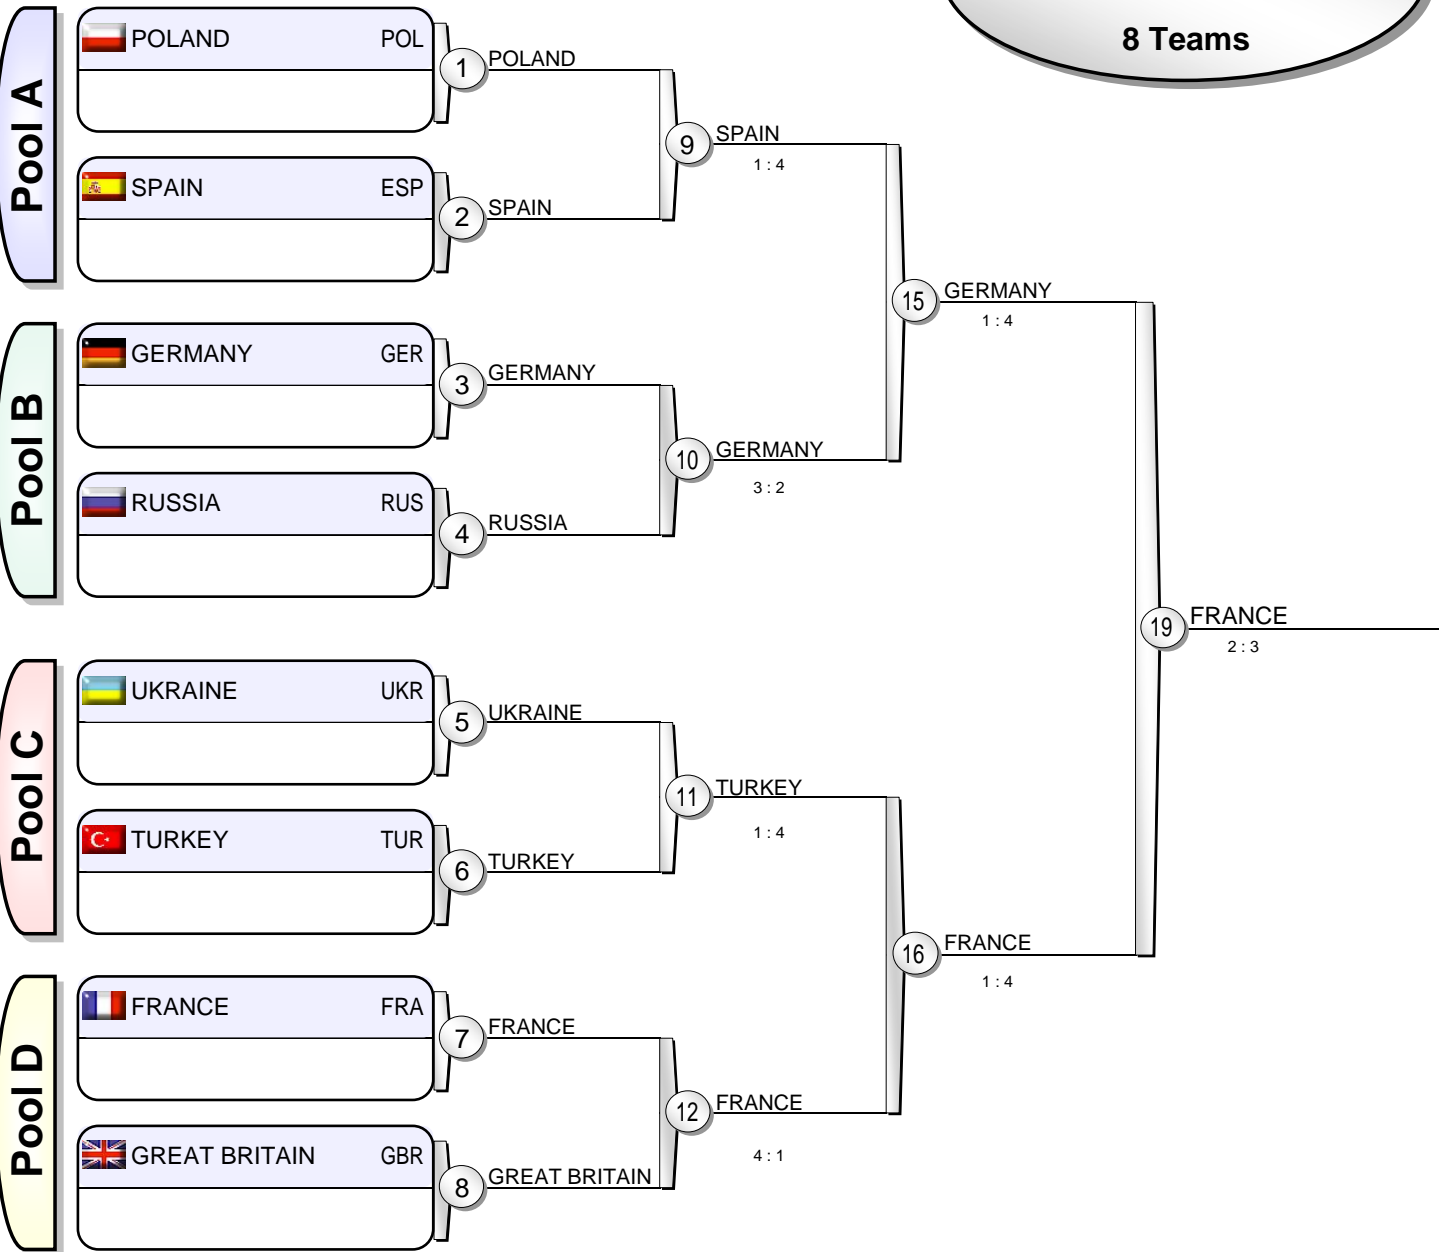 8 Teams
Pool A
POLAND POL
1 POLAND
SPAIN ESP
2 SPAIN
9 SPAIN
1 : 4
Pool B
GERMANY GER
3 GERMANY
RUSSIA RUS
4 RUSSIA
10 GERMANY
3 : 2
15 GERMANY
1 : 4
Pool C
UKRAINE UKR
5 UKRAINE
TURKEY TUR
6 TURKEY
11 TURKEY
1 : 4
Pool D
FRANCE FRA
7 FRANCE
GREAT BRITAIN GBR
8 GREAT BRITAIN
12 FRANCE
4 : 1
16 FRANCE
1 : 4
19 FRANCE
2 : 3